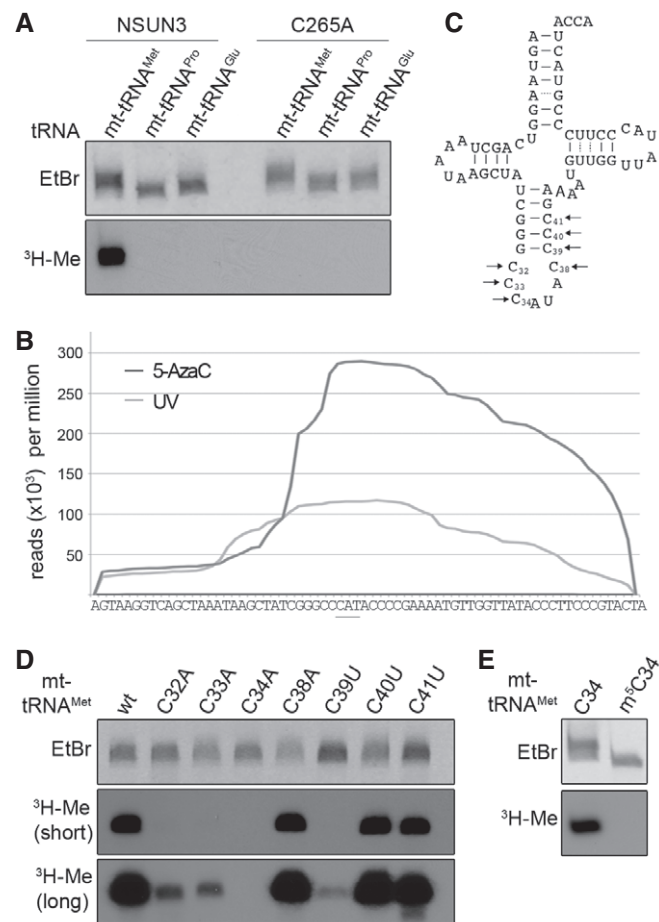 A
NSUN3
C265A
mt-tRNAMet
mt-tRNAPro
mt-tRNAGlu
mt-tRNAMet
mt-tRNAPro
mt-tRNAGlu
tRNA
EtBr
3H-Me
C
ACCA
A U
G C
U A
A U
A G
G C
G C
CUUCC
C A U
A
GUUGG U U
AAAUCGAC
UAAUAAGCUAU
C41
C40
C39
C32
C38
C33
C34 A U A
B
reads (x10³) per million
300
250
200
150
100
50
5-AzaC
UV
AGTAAGGTCAGCTAAATAAGCTATCGGGCCCATACCCCGAAAATGTTGGTTATACCCTTCCCGTACTA
D
mt-tRNAMet
wt
C32A
C33A
C34A
C38A
C39U
C40U
C41U
EtBr
3H-Me (short)
3H-Me (long)
E
mt-tRNAMet
C34
m⁵C34
EtBr
3H-Me